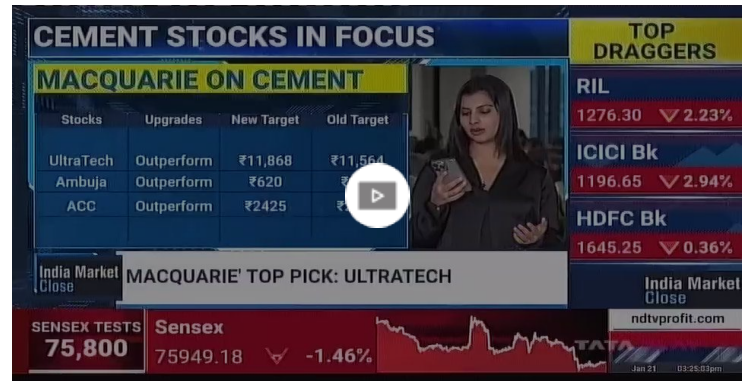 CEMENT STOCKS IN FOCUS
MACQUARIE ON CEMENT
Stocks Upgrades New Target Old Target
UltraTech Outperform ₹11,868 ₹11,564
Ambuja Outperform ₹620
ACC Outperform ₹2425
India Market
Close
MACQUARIE' TOP PICK: ULTRATECH
TOP
DRAGGERS
RIL
1276.30 2.23%
ICICI Bk
1196.65 2.94%
HDFC Bk
1645.25 0.36%
India Market
Close
ndtvprofit.com
SENSEX TESTS
75,800
Sensex
75949.18 -1.46%
TATA
Jan 21 03:25:03pm